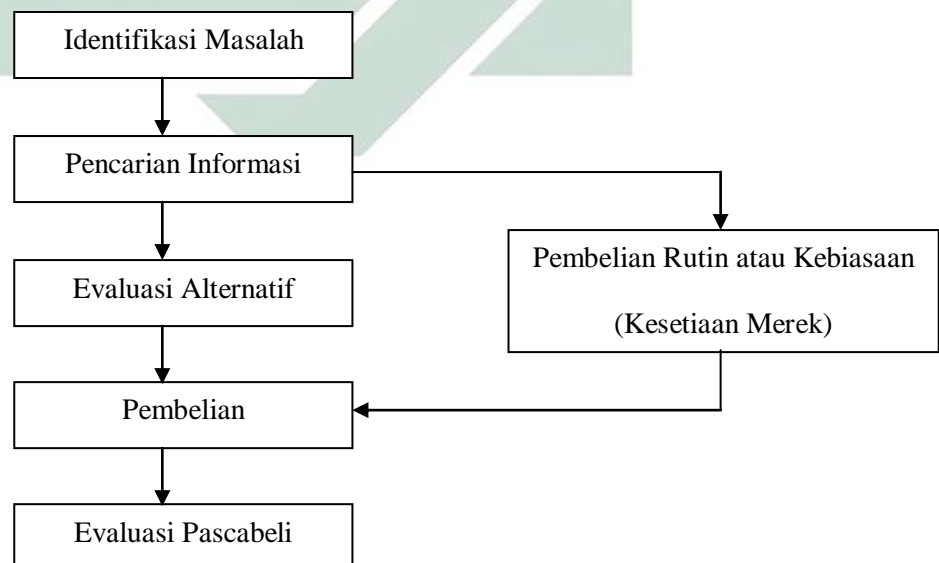 Identifikasi Masalah
Pencarian Informasi
Pembelian Rutin atau Kebiasaan
(Kesetiaan Merek)
Evaluasi Alternatif
Pembelian
Evaluasi Pascabeli